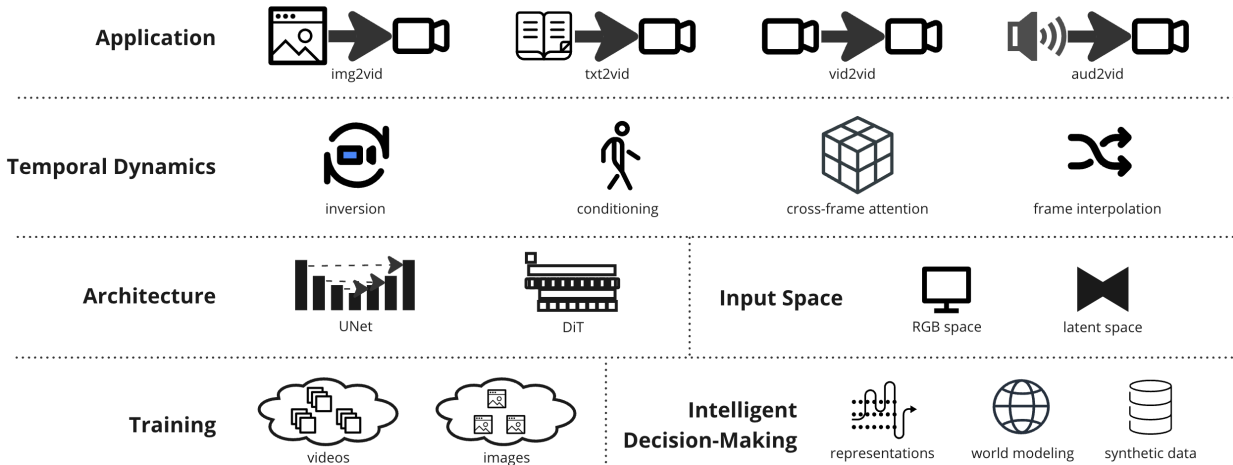 Application
img2vid
txt2vid
vid2vid
aud2vid
Temporal Dynamics
inversion
conditioning
cross-frame attention
frame interpolation
Architecture
UNet
DiT
Input Space
RGB space
latent space
Training
videos
images
Intelligent
Decision-Making
representations
world modeling
synthetic data